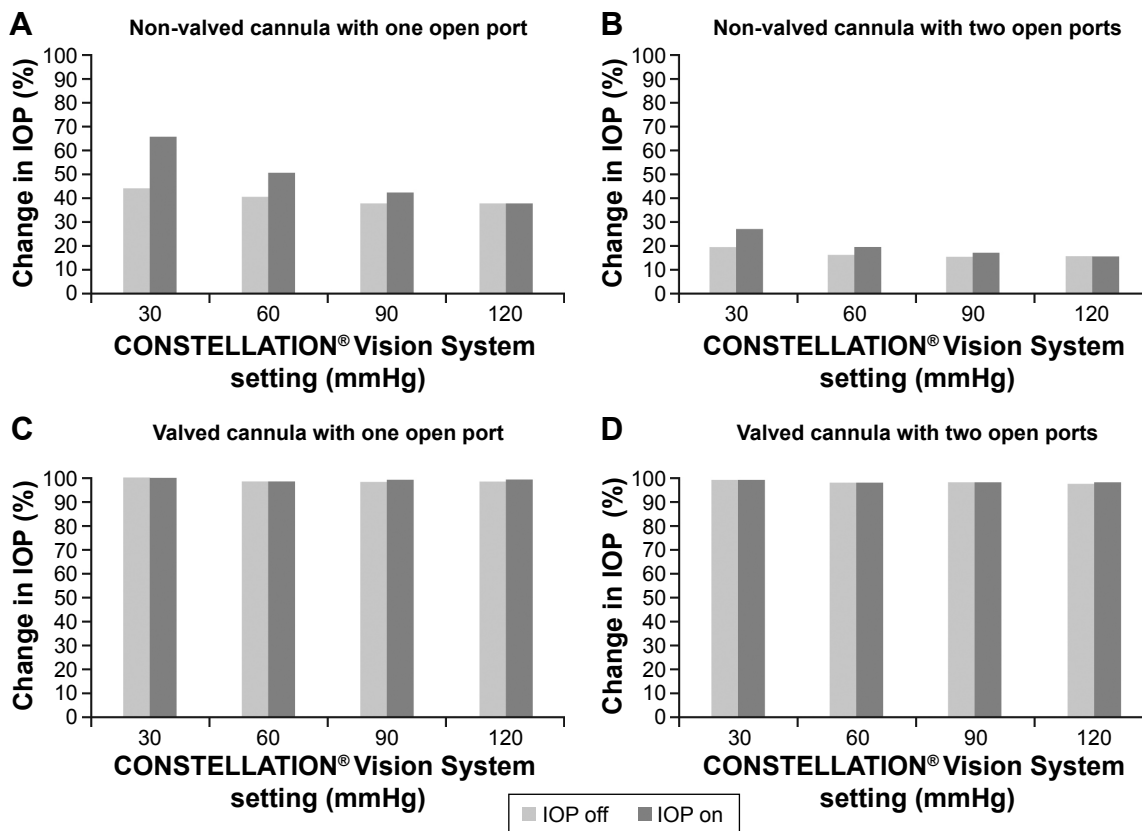 A
Non-valved cannula with one open port
Change in IOP (%)
100
90
80
70
60
50
40
30
20
10
0
30 60 90 120
CONSTELLATION® Vision System
setting (mmHg)
B
Non-valved cannula with two open ports
Change in IOP (%)
100
90
80
70
60
50
40
30
20
10
0
30 60 90 120
CONSTELLATION® Vision System
setting (mmHg)
C
Valved cannula with one open port
Change in IOP (%)
100
90
80
70
60
50
40
30
20
10
0
30 60 90 120
CONSTELLATION® Vision System
setting (mmHg)
D
Valved cannula with two open ports
Change in IOP (%)
100
90
80
70
60
50
40
30
20
10
0
30 60 90 120
CONSTELLATION® Vision System
setting (mmHg)
IOP off IOP on